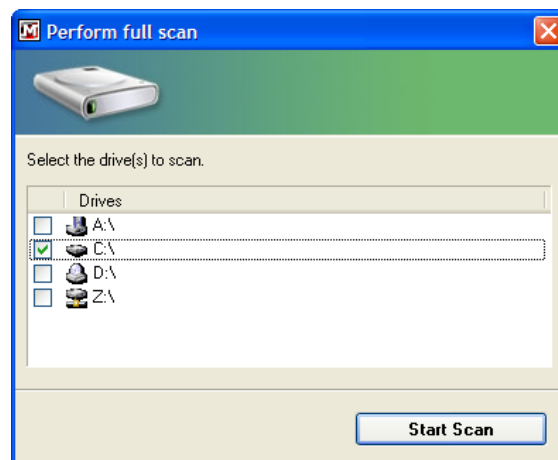 M Perform full scan
Select the drive(s) to scan.
Drives
A:\
C:\
D:\
Z:\
Start Scan